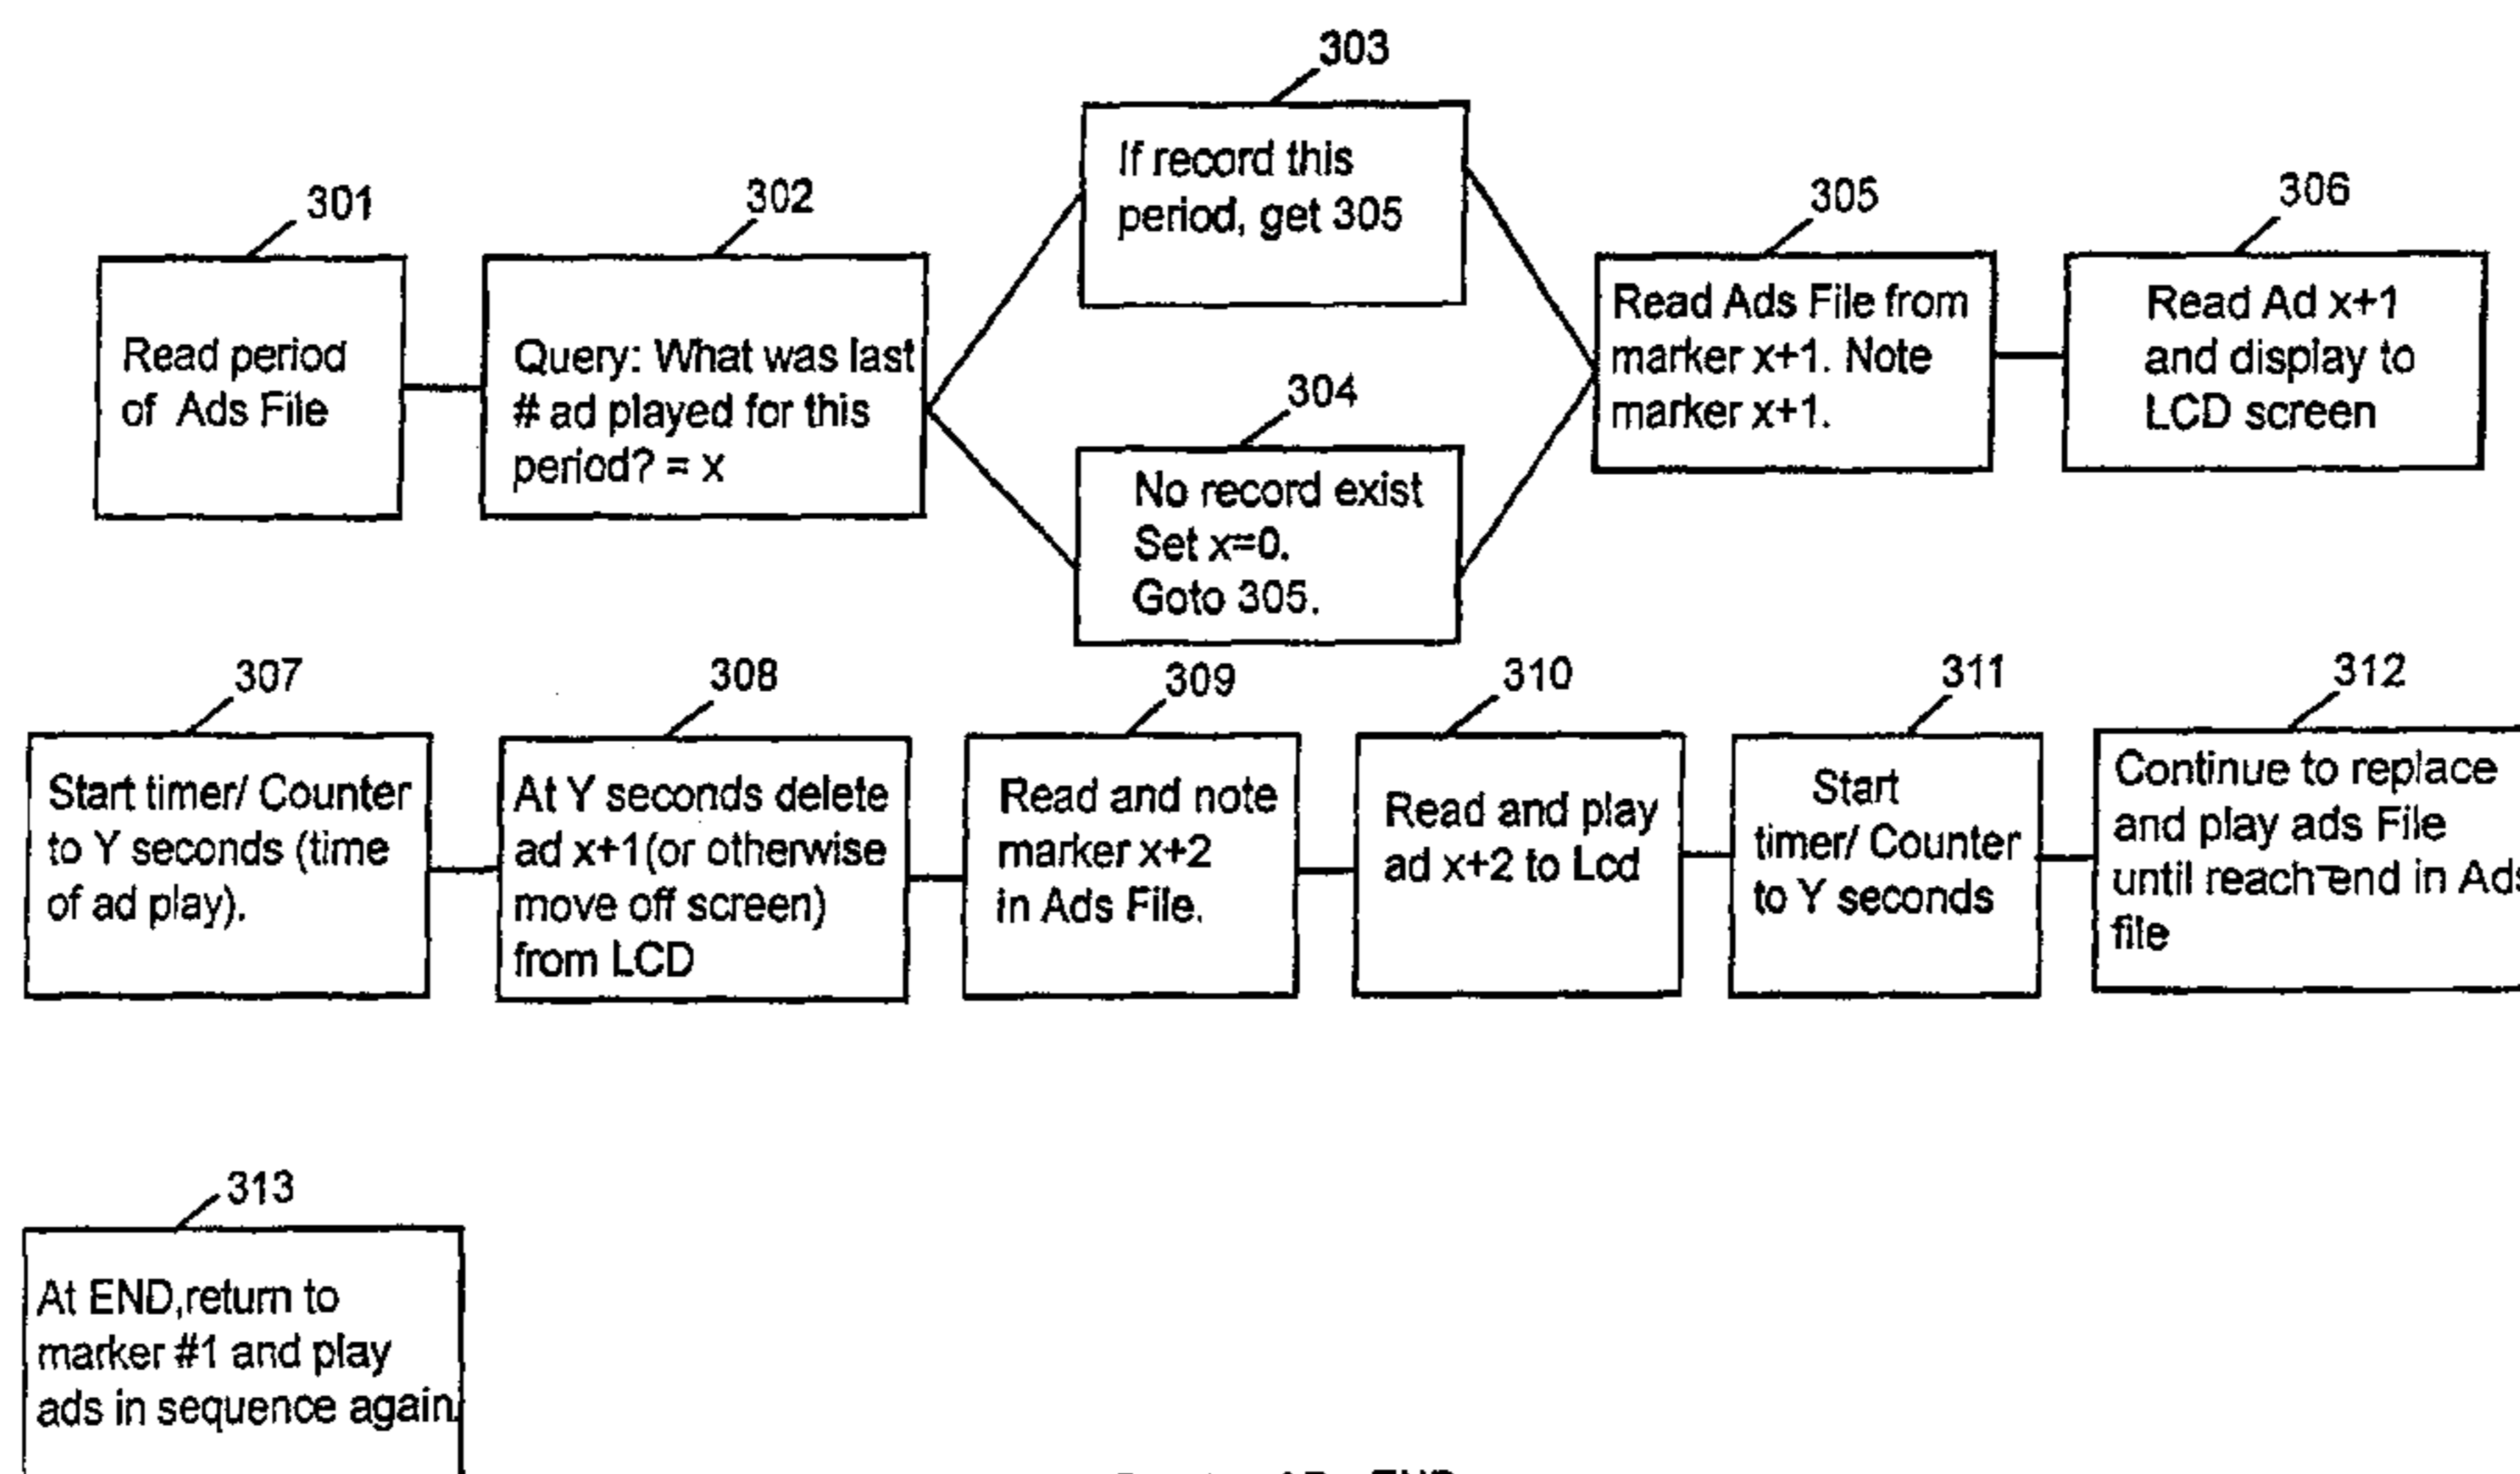 301
Read period
of Ads File
302
Query: What was last
# ad played for this
period? = x
303
If record this
period, get 305
304
No record exist
Set x=0.
Goto 305.
305
Read Ads File from
marker x+1. Note
marker x+1.
306
Read Ad x+1
and display to
LCD screen
307
Start timer/ Counter
to Y seconds (time
of ad play).
308
At Y seconds delete
ad x+1(or otherwise
move off screen)
from LCD
309
Read and note
marker x+2
in Ads File.
310
Read and play
ad x+2 to Lcd
311
Start
timer/ Counter
to Y seconds
312
Continue to replace
and play ads File
until reach end in Ads
file
313
At END,return to
marker #1 and play
ads in sequence again.